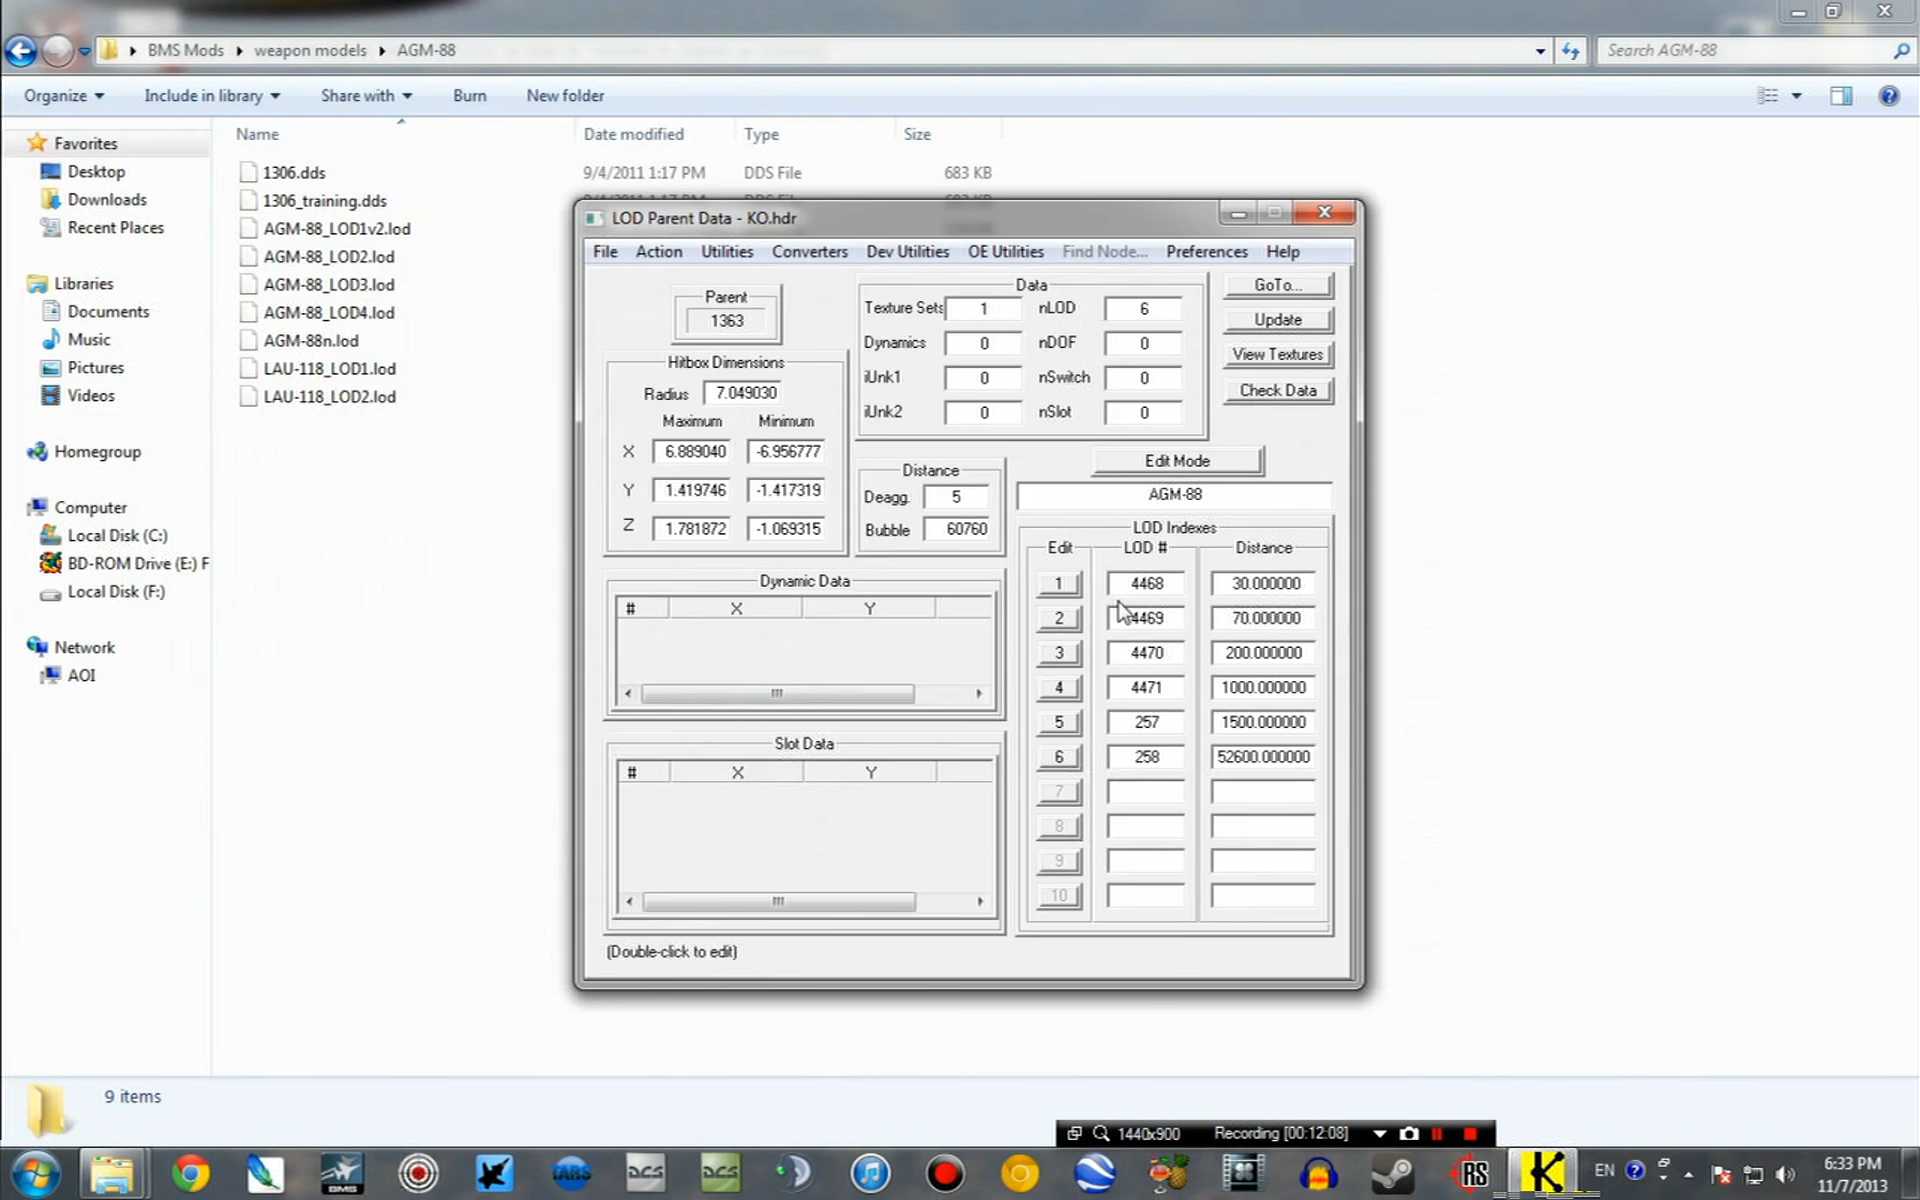 BMS Mods weapon models AGM-88
Search AGM-88
Organize Include in library Share with Burn New folder
Name Date modified Type Size
Favorites
Desktop
Downloads
Recent Places
Libraries
Documents
Music
Pictures
Videos
Homegroup
Computer
Local Disk (C:)
BD-ROM Drive (E:) F
Local Disk (F:)
Network
AOI
1306.dds 9/4/2011 1:17 PM DDS File 683 KB
1306_training.dds
AGM-88_LOD1v2.lod
AGM-88_LOD2.lod
AGM-88_LOD3.lod
AGM-88_LOD4.lod
AGM-88n.lod
LAU-118_LOD1.lod
LAU-118_LOD2.lod
LOD Parent Data - KO.hdr
File Action Utilities Converters Dev Utilities OE Utilities Find Node... Preferences Help
Parent
1363
Hitbox Dimensions
Radius 7.049030
Maximum Minimum
X 6.889040 -6.956777
Y 1.419746 -1.417319
Z 1.781872 -1.069315
Data
Texture Sets 1 nLOD 6
Dynamics 0 nDOF 0
iUnk1 0 nSwitch 0
iUnk2 0 nSlot 0
GoTo...
Update
View Textures
Check Data
Distance
Deagg. 5
Bubble 60760
Edit Mode
AGM-88
LOD Indexes
Edit LOD # Distance
1 4468 30.000000
2 4469 70.000000
3 4470 200.000000
4 4471 1000.000000
5 257 1500.000000
6 258 52600.000000
7
8
9
10
Dynamic Data
# X Y
Slot Data
# X Y
(Double-click to edit)
9 items
1440x900 Recording [00:12:08]
BMS
TARS
DCS
DCS
RS
K
EN
6:33 PM
11/7/2013